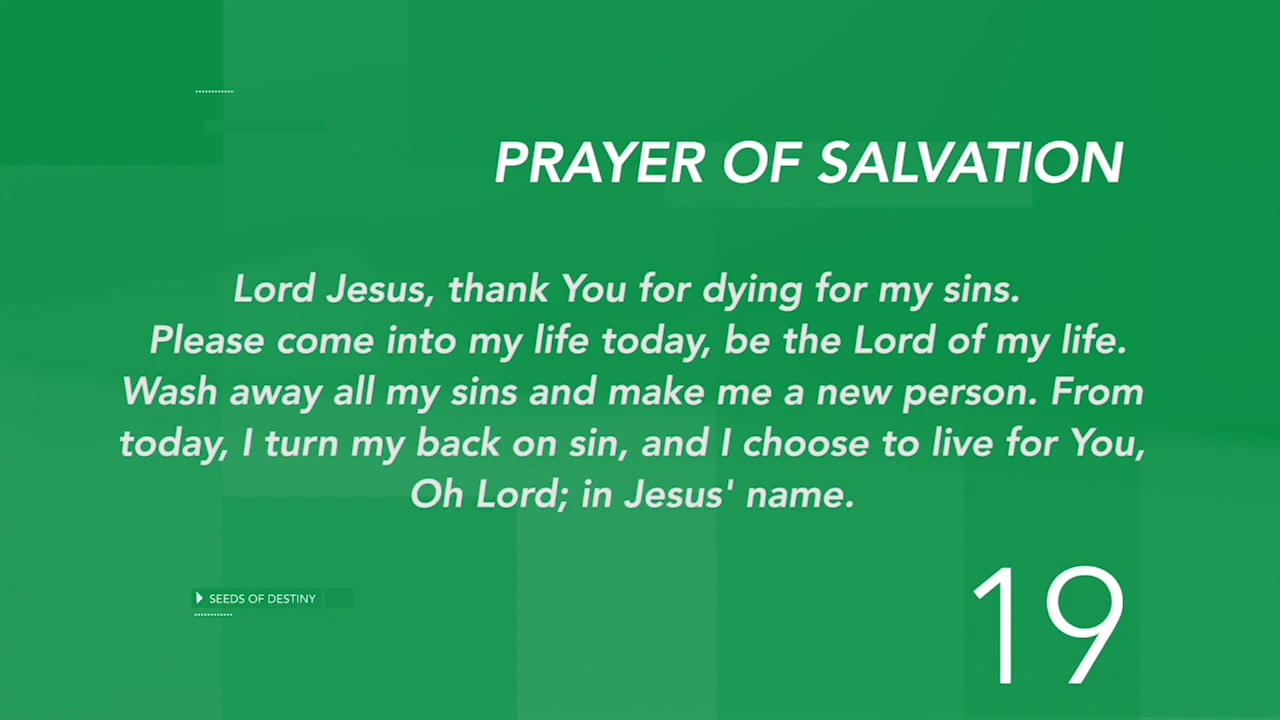 PRAYER OF SALVATION
Lord Jesus, thank You for dying for my sins.
Please come into my life today, be the Lord of my life.
Wash away all my sins and make me a new person. From
today, I turn my back on sin, and I choose to live for You,
Oh Lord; in Jesus' name.
SEEDS OF DESTINY
19